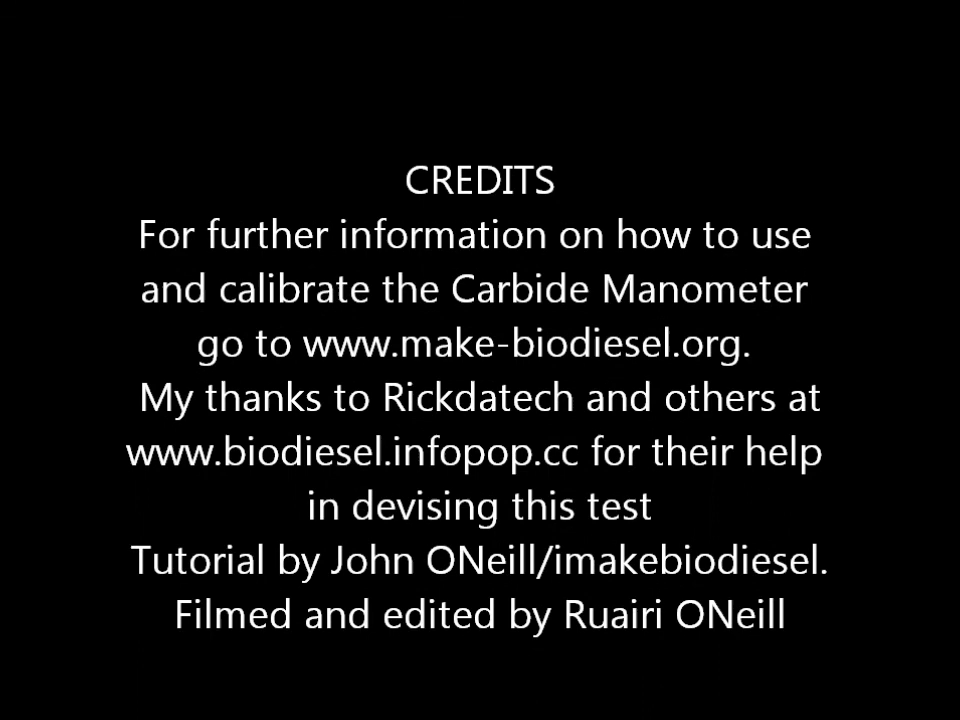 CREDITS
For further information on how to use
and calibrate the Carbide Manometer
go to www.make-biodiesel.org.
My thanks to Rickdatech and others at
www.biodiesel.infopop.cc for their help
in devising this test
Tutorial by John ONeill/imakebiodiesel.
Filmed and edited by Ruairi ONeill